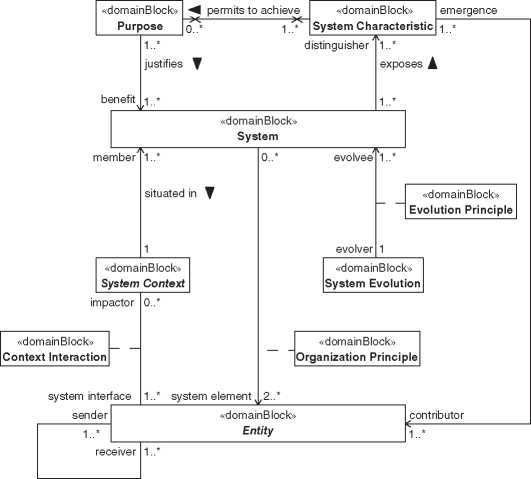 «domainBlock»
Purpose
◄ permits to achieve
0..*
1..*
«domainBlock»
System Characteristic
emergence
1..*
1..*
justifies ▼
distinguisher
1..*
exposes ▲
benefit
1..*
1..*
«domainBlock»
System
member
1..*
0..*
evolvee
1..*
situated in ▼
«domainBlock»
Evolution Principle
1
evolver
1
«domainBlock»
System Context
«domainBlock»
System Evolution
impactor
0..*
«domainBlock»
Context Interaction
«domainBlock»
Organization Principle
system interface
1..*
system element
2..*
sender
1..*
«domainBlock»
Entity
contributor
1..*
receiver
1..*